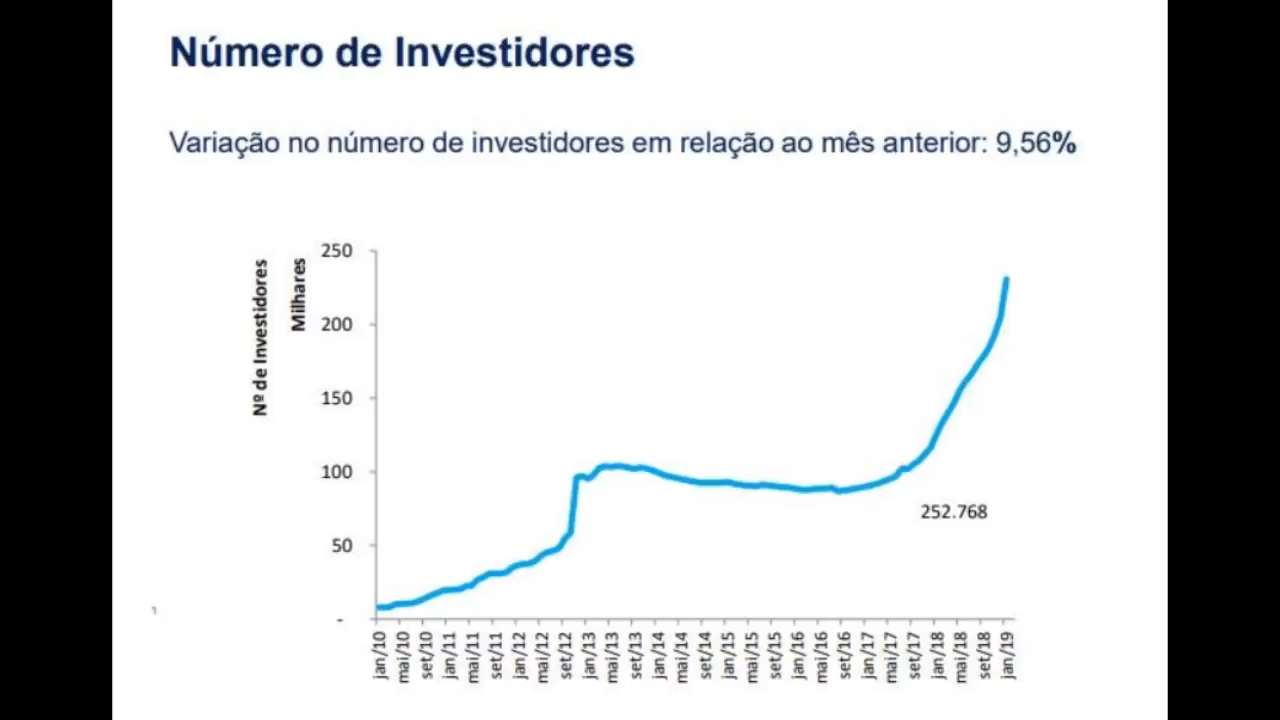 Número de Investidores
Variação no número de investidores em relação ao mês anterior: 9,56%
Nº de Investidores
Milhares
250
200
150
100
50
-
252.768
jan/10
mai/10
set/10
jan/11
mai/11
set/11
jan/12
mai/12
set/12
jan/13
mai/13
set/13
jan/14
mai/14
set/14
jan/15
mai/15
set/15
jan/16
mai/16
set/16
jan/17
mai/17
set/17
jan/18
mai/18
set/18
jan/19